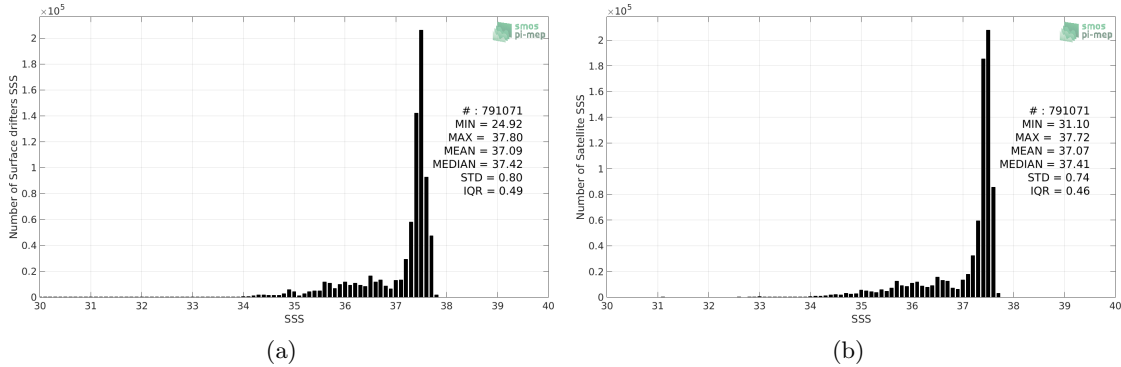 ×10⁵
2
1.8
1.6
1.4
1.2
1
0.8
0.6
0.4
0.2
0
Number of Surface drifters SSS
smos
pi-mep
# : 791071
MIN = 24.92
MAX = 37.80
MEAN = 37.09
MEDIAN = 37.42
STD = 0.80
IQR = 0.49
30 31 32 33 34 35 36 37 38 39 40
SSS
(a)
×10⁵
2
1.8
1.6
1.4
1.2
1
0.8
0.6
0.4
0.2
0
Number of Satellite SSS
smos
pi-mep
# : 791071
MIN = 31.10
MAX = 37.72
MEAN = 37.07
MEDIAN = 37.41
STD = 0.74
IQR = 0.46
30 31 32 33 34 35 36 37 38 39 40
SSS
(b)